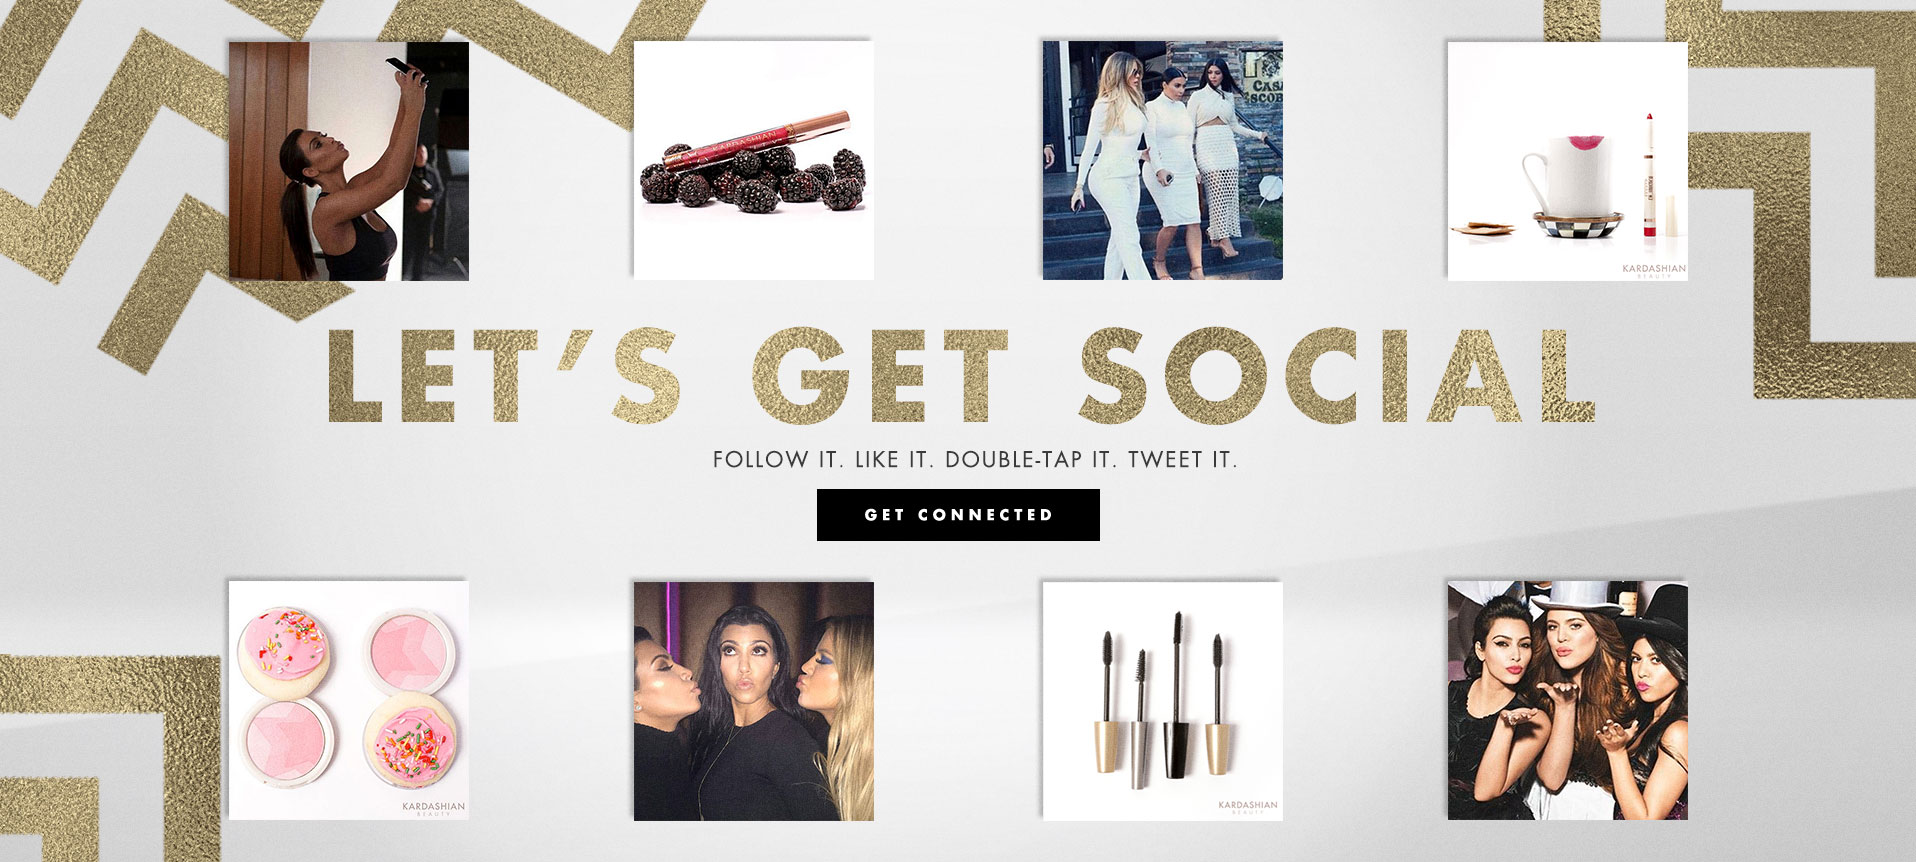 KARDASHIAN
CASA
ESCOB
KARDASHIAN
BEAUTY
LET'S GET SOCIAL
FOLLOW IT. LIKE IT. DOUBLE-TAP IT. TWEET IT.
GET CONNECTED
KARDASHIAN
BEAUTY
KARDASHIAN
BEAUTY